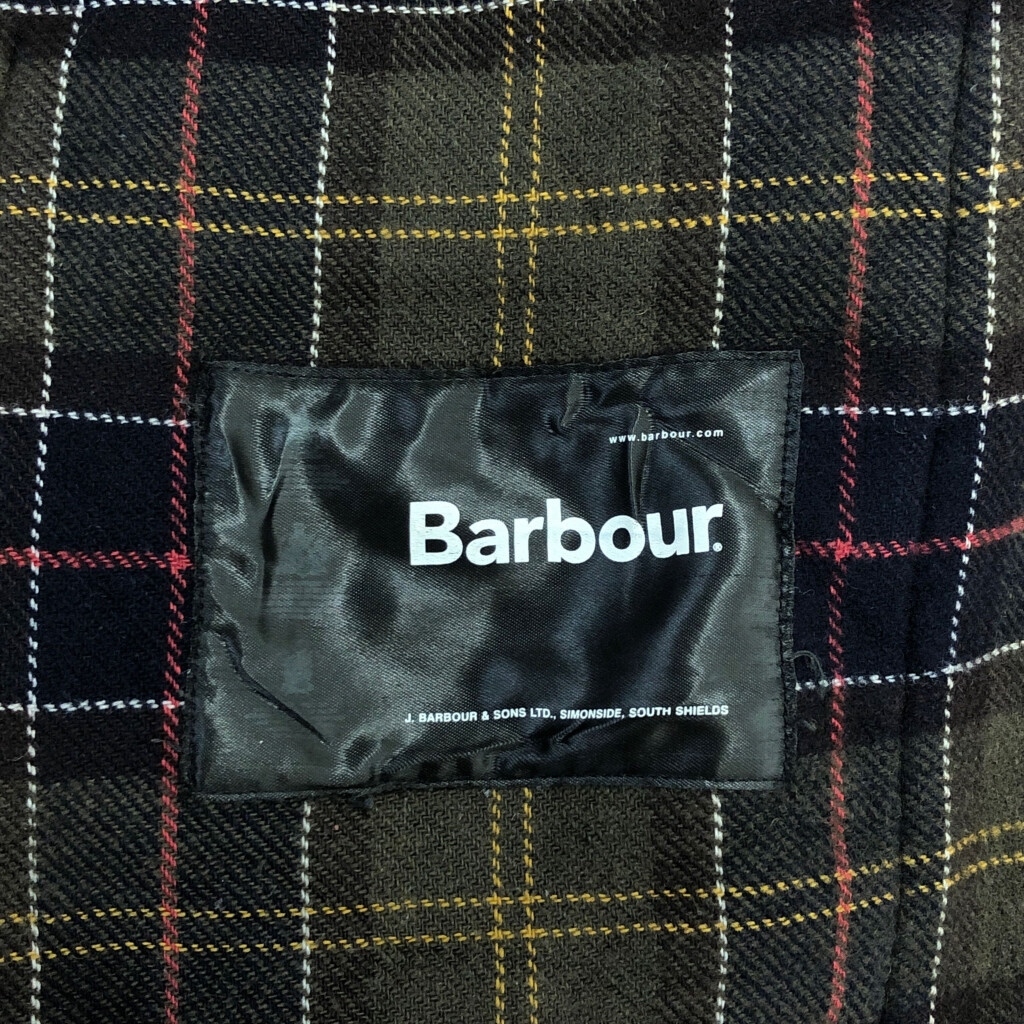 www.barbour.com
Barbour.
J. BARBOUR & SONS LTD., SIMONSIDE, SOUTH SHIELDS